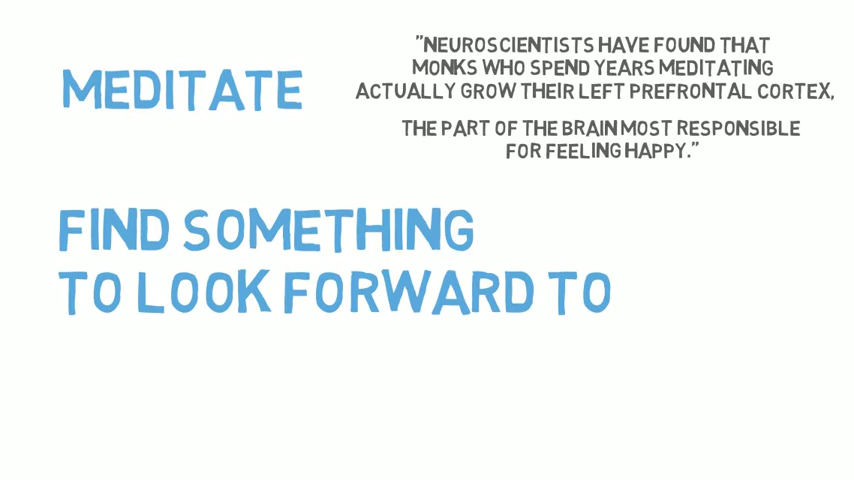 MEDITATE
"NEUROSCIENTISTS HAVE FOUND THAT
MONKS WHO SPEND YEARS MEDITATING
ACTUALLY GROW THEIR LEFT PREFRONTAL CORTEX,
THE PART OF THE BRAIN MOST RESPONSIBLE
FOR FEELING HAPPY."
FIND SOMETHING
TO LOOK FORWARD TO